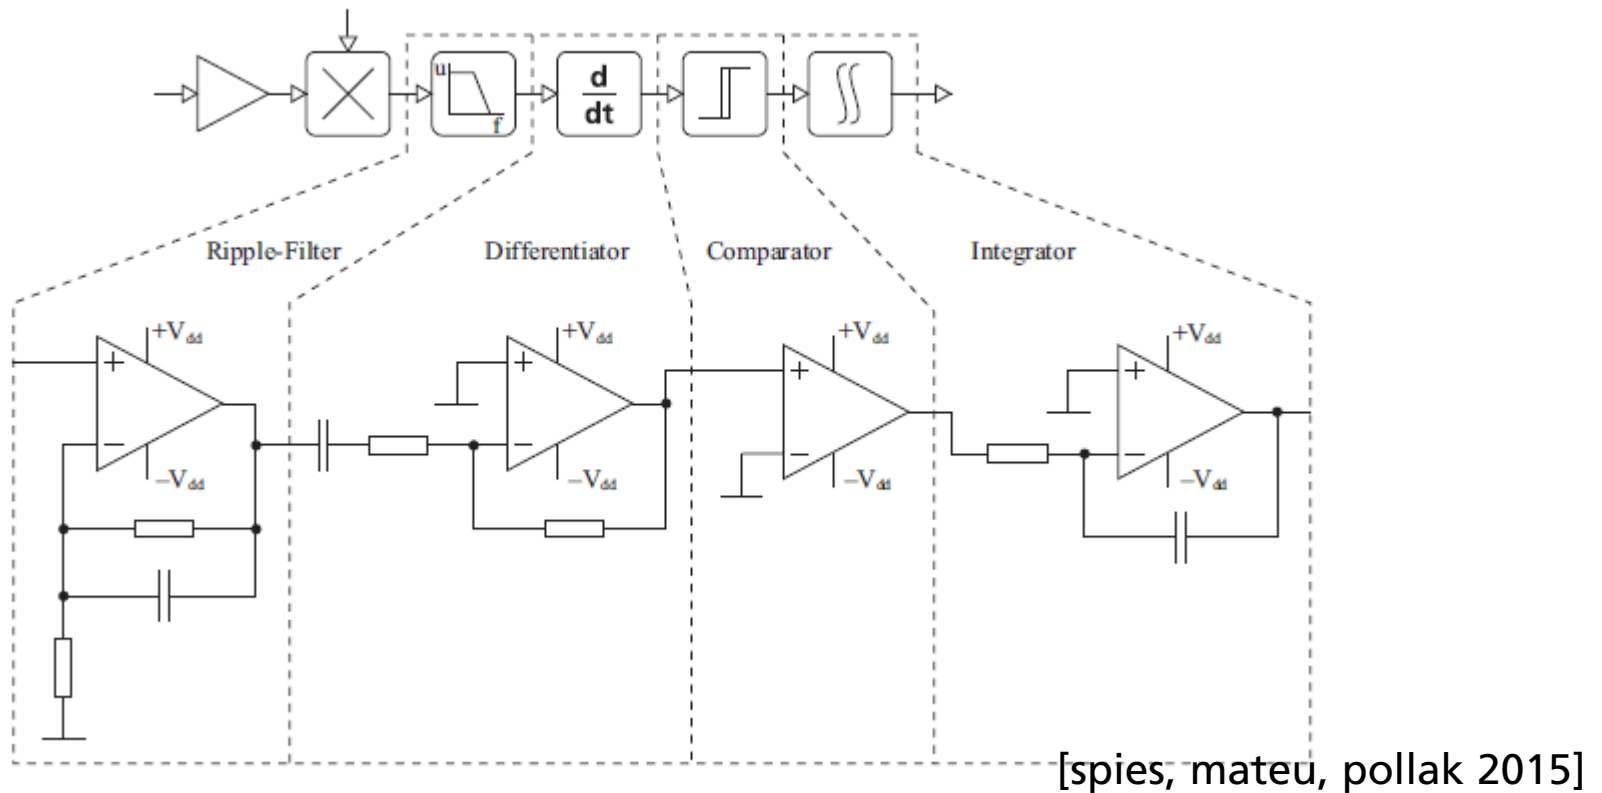 u
f
d
dt
Ripple-Filter
Differentiator
Comparator
Integrator
+Vdd
+Vdd
+Vdd
+Vdd
+
+
+
+
−
−
−
−
–Vdd
–Vdd
–Vdd
–Vdd
[spies, mateu, pollak 2015]